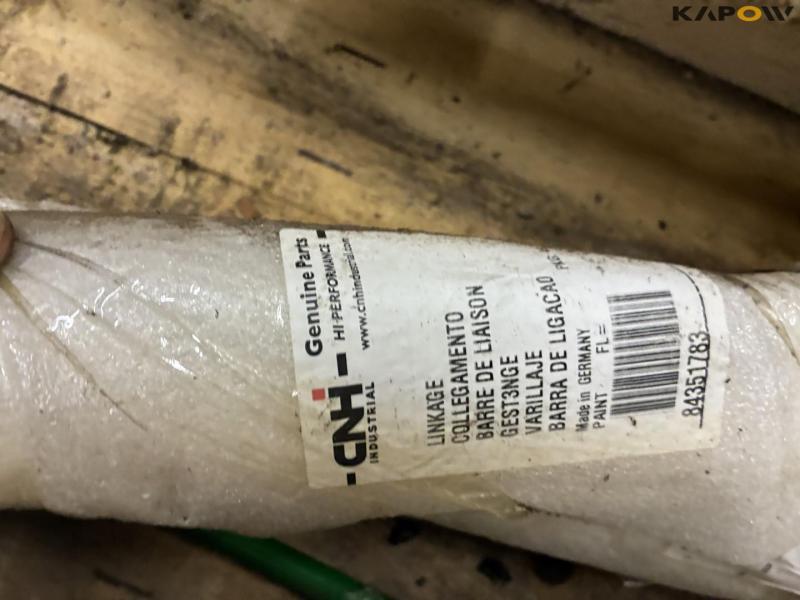 KAPOW
CNH
INDUSTRIAL
Genuine Parts
HI-PERFORMANCE
www.cnhindustrial.com
LINKAGE
COLLEGAMENTO
BARRE DE LIAISON
GEST3NGE
VARILLAJE
BARRA DE LIGACAO
Made in GERMANY
PAINT FL=
84351783